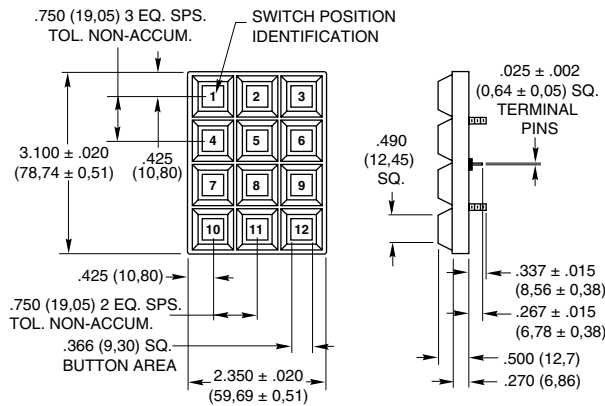 .750 (19,05) 3 EQ. SPS.
TOL. NON-ACCUM.
SWITCH POSITION
IDENTIFICATION
1 2 3
4 5 6
7 8 9
10 11 12
3.100 ± .020
(78,74 ± 0,51)
.425
(10,80)
.425 (10,80)
.750 (19,05) 2 EQ. SPS.
TOL. NON-ACCUM.
.366 (9,30) SQ.
BUTTON AREA
2.350 ± .020
(59,69 ± 0,51)
.025 ± .002
(0,64 ± 0,05) SQ.
TERMINAL
PINS
.490
(12,45)
SQ.
.337 ± .015
(8,56 ± 0,38)
.267 ± .015
(6,78 ± 0,38)
.500 (12,7)
.270 (6,86)